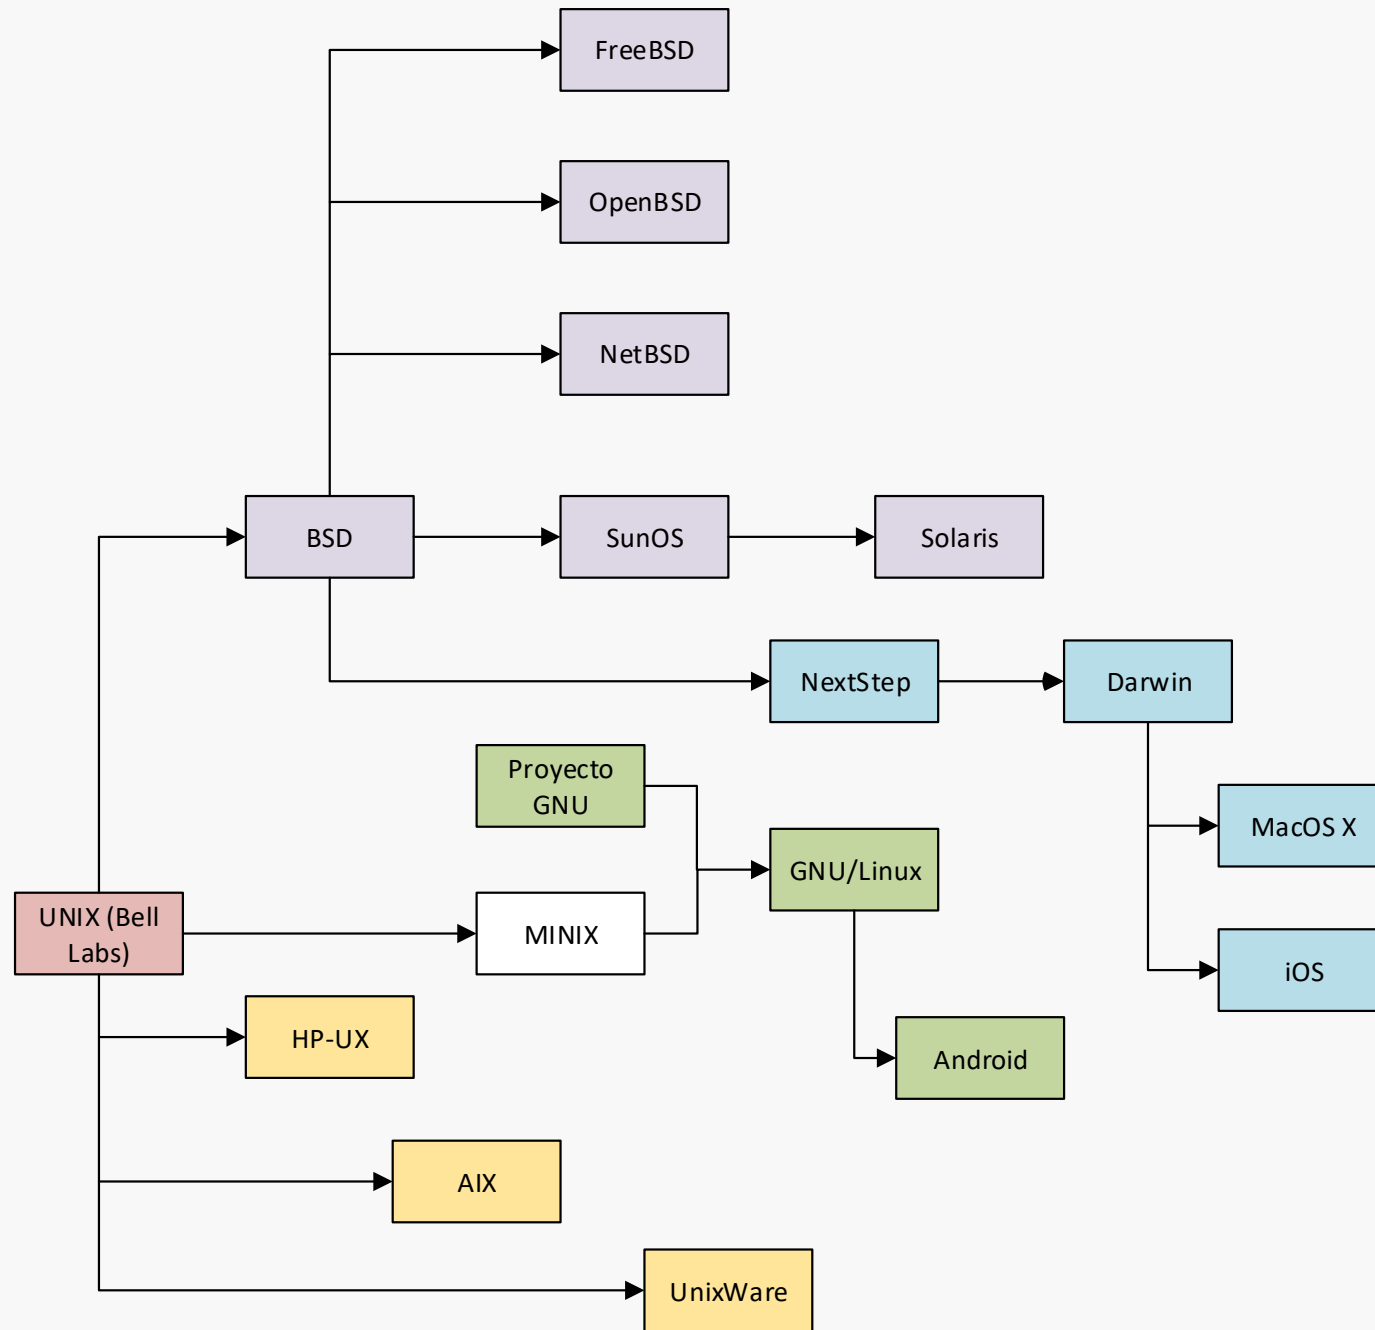 FreeBSD
OpenBSD
NetBSD
BSD
SunOS
Solaris
NextStep
Darwin
Proyecto
GNU
MacOS X
GNU/Linux
UNIX (Bell
Labs)
MINIX
iOS
HP-UX
Android
AIX
UnixWare